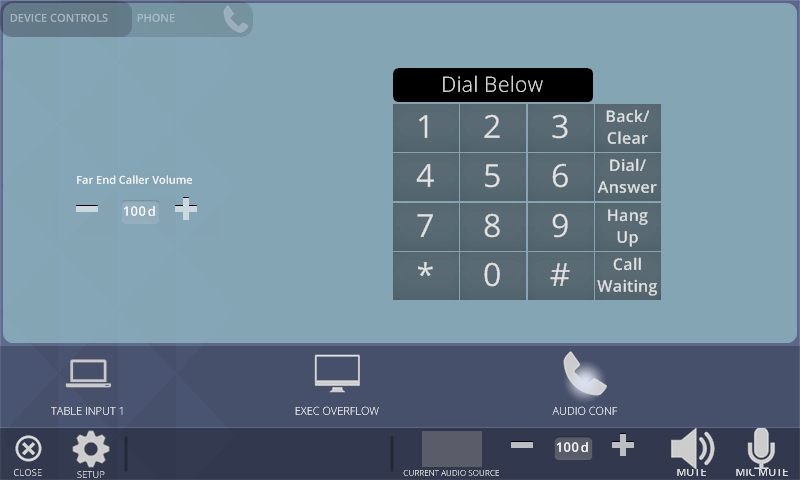 DEVICE CONTROLS
PHONE
Dial Below
1 2 3 Back/
Clear
4 5 6 Dial/
Answer
7 8 9 Hang
Up
* 0 # Call
Waiting
Far End Caller Volume
100d
TABLE INPUT 1
EXEC OVERFLOW
AUDIO CONF
CLOSE
SETUP
CURRENT AUDIO SOURCE
100d
MUTE
MIC MUTE